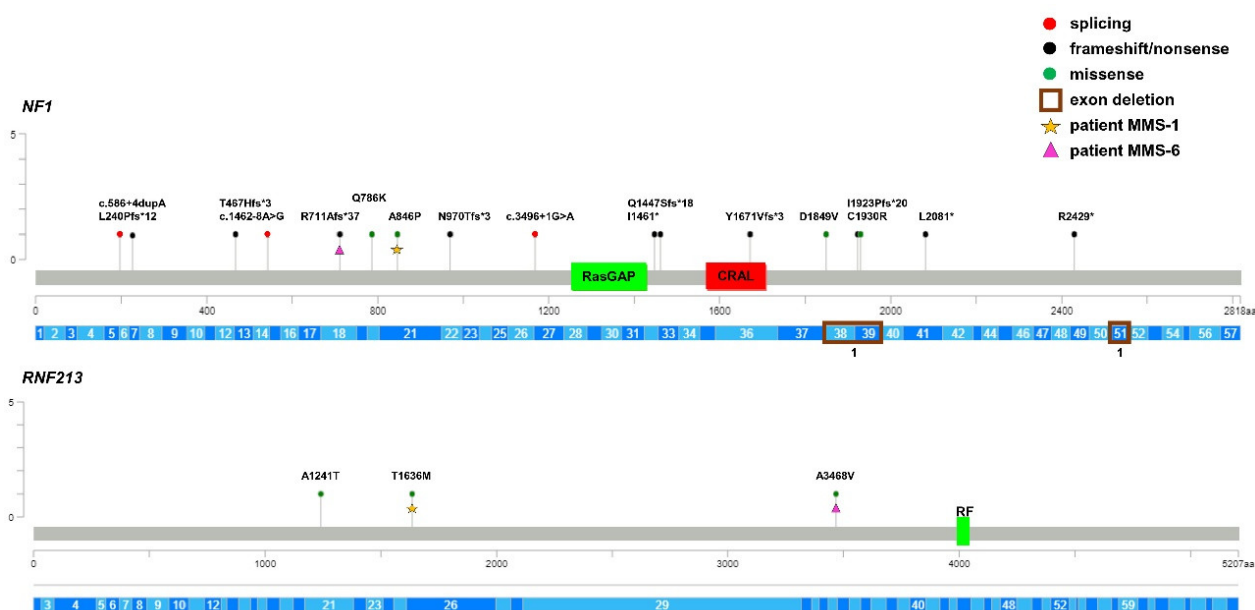 splicing
frameshift/nonsense
missense
exon deletion
patient MMS-1
patient MMS-6
NF1
5
0
c.586+4dupA
L240Pfs*12
T467Hfs*3
c.1462-8A>G
R711Afs*37
Q786K
A846P
N970Tfs*3
c.3496+1G>A
Q1447Sfs*18
I1461*
Y1671Vfs*3
D1849V
I1923Pfs*20
C1930R
L2081*
R2429*
RasGAP
CRAL
0 400 800 1200 1600 2000 2400 2818aa
1 2 3 4 5 6 7 8 9 10 12 13 14 16 17 18 21 22 23 25 26 27 28 30 31 33 34 36 37 38 39 40 41 42 44 46 47 48 49 50 51 52 54 56 57
1 1
RNF213
5
0
A1241T T1636M A3468V
RF
0 1000 2000 3000 4000 5207aa
3 4 5 6 7 8 9 10 12 21 23 26 29 40 48 52 59